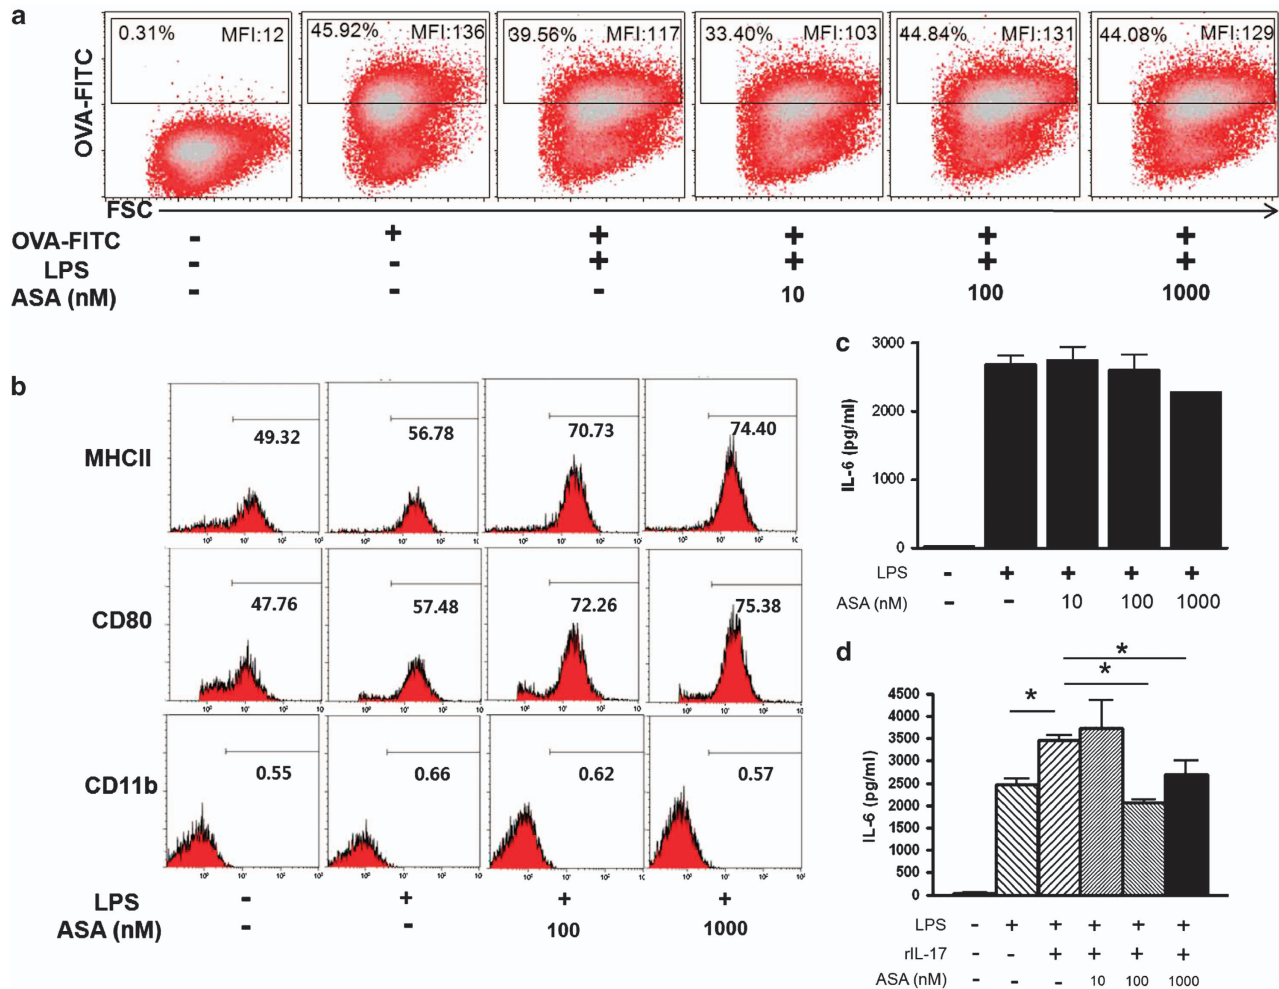 a
OVA-FITC
0.31% MFI:12
45.92% MFI:136
39.56% MFI:117
33.40% MFI:103
44.84% MFI:131
44.08% MFI:129
FSC
OVA-FITC - + + + + +
LPS - - + + + +
ASA (nM) - - - 10 100 1000
b
MHCII
49.32 56.78 70.73 74.40
CD80
47.76 57.48 72.26 75.38
CD11b
0.55 0.66 0.62 0.57
LPS - + + +
ASA (nM) - - 100 1000
c
IL-6 (pg/ml)
3000
2000
1000
0
LPS - + + + +
ASA (nM) - - 10 100 1000
d
* 
*
*
IL-6 (pg/ml)
4500
4000
3500
3000
2500
2000
1500
1000
500
0
LPS - + + + + +
rIL-17 - - + + + +
ASA (nM) - - - 10 100 1000